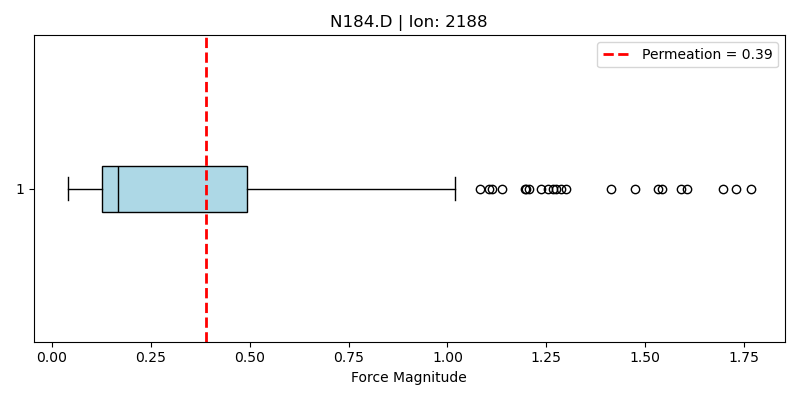 N184.D | Ion: 2188
Permeation = 0.39
1
0.00 0.25 0.50 0.75 1.00 1.25 1.50 1.75
Force Magnitude